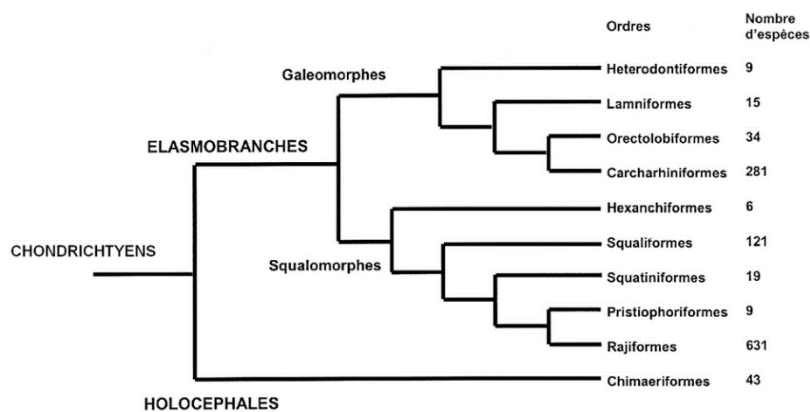 Ordres
Nombre
d'espèces
Galeomorphes
Heterodontiformes 9
Lamniformes 15
ELASMOBRANCHES
Orectolobiformes 34
Carcharhiniformes 281
Hexanchiformes 6
CHONDRICHTYENS
Squalomorphes
Squaliformes 121
Squatiniformes 19
Pristiophoriformes 9
Rajiformes 631
Chimaeriformes 43
HOLOCEPHALES